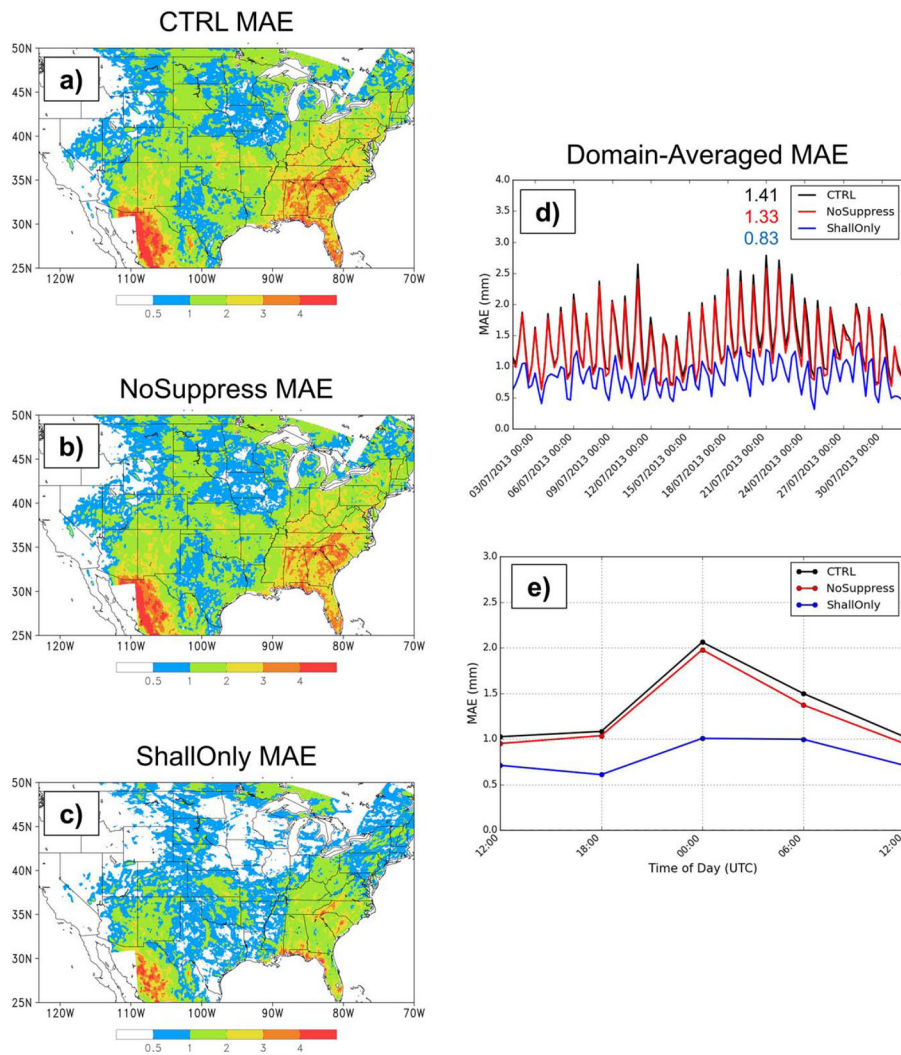 CTRL MAE
a)
50N
45N
40N
35N
30N
25N
120W 110W 100W 90W 80W 70W
0.5 1 2 3 4
NoSuppress MAE
b)
50N
45N
40N
35N
30N
25N
120W 110W 100W 90W 80W 70W
0.5 1 2 3 4
ShallOnly MAE
c)
50N
45N
40N
35N
30N
25N
120W 110W 100W 90W 80W 70W
0.5 1 2 3 4
Domain-Averaged MAE
d)
1.41
1.33
0.83
CTRL
NoSuppress
ShallOnly
MAE (mm)
4.0
3.5
3.0
2.5
2.0
1.5
1.0
0.5
0.0
03/07/2013 00:00
06/07/2013 00:00
09/07/2013 00:00
12/07/2013 00:00
15/07/2013 00:00
18/07/2013 00:00
21/07/2013 00:00
24/07/2013 00:00
27/07/2013 00:00
30/07/2013 00:00
e)
CTRL
NoSuppress
ShallOnly
MAE (mm)
3.0
2.5
2.0
1.5
1.0
0.5
0.0
12:00
18:00
00:00
06:00
12:00
Time of Day (UTC)